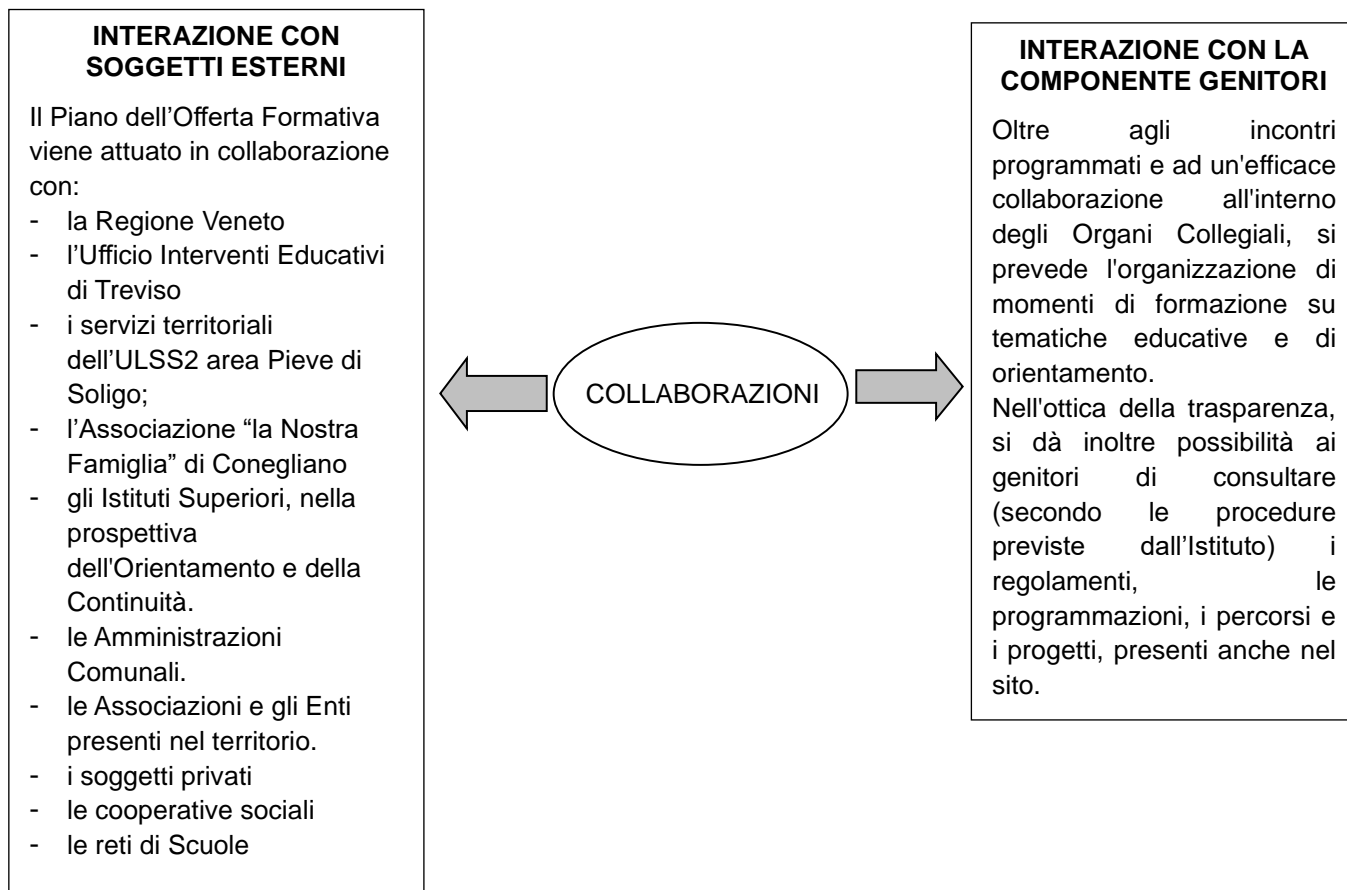 INTERAZIONE CON
SOGGETTI ESTERNI
Il Piano dell’Offerta Formativa
viene attuato in collaborazione
con:
- la Regione Veneto
- l’Ufficio Interventi Educativi
di Treviso
- i servizi territoriali
dell’ULSS2 area Pieve di
Soligo;
- l’Associazione “la Nostra
Famiglia” di Conegliano
- gli Istituti Superiori, nella
prospettiva
dell'Orientamento e della
Continuità.
- le Amministrazioni
Comunali.
- le Associazioni e gli Enti
presenti nel territorio.
- i soggetti privati
- le cooperative sociali
- le reti di Scuole
COLLABORAZIONI
INTERAZIONE CON LA
COMPONENTE GENITORI
Oltre agli incontri
programmati e ad un'efficace
collaborazione all'interno
degli Organi Collegiali, si
prevede l'organizzazione di
momenti di formazione su
tematiche educative e di
orientamento.
Nell'ottica della trasparenza,
si dà inoltre possibilità ai
genitori di consultare
(secondo le procedure
previste dall’Istituto) i
regolamenti, le
programmazioni, i percorsi e
i progetti, presenti anche nel
sito.